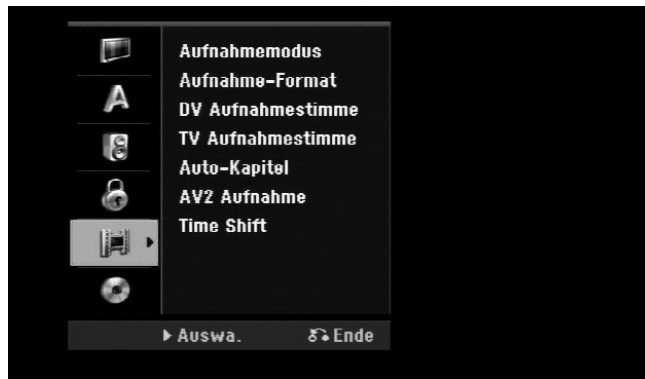 Aufnahmemodus
Aufnahme-Format
DV Aufnahmestimme
TV Aufnahmestimme
Auto-Kapitel
AV2 Aufnahme
Time Shift
Auswa. Ende